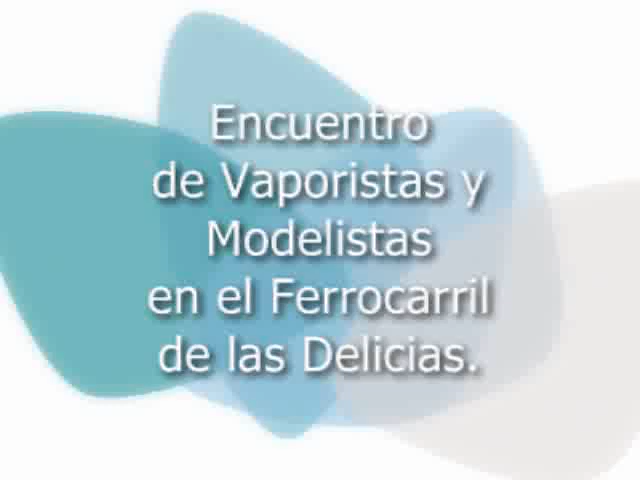 Encuentro
de Vaporistas y
Modelistas
en el Ferrocarril
de las Delicias.